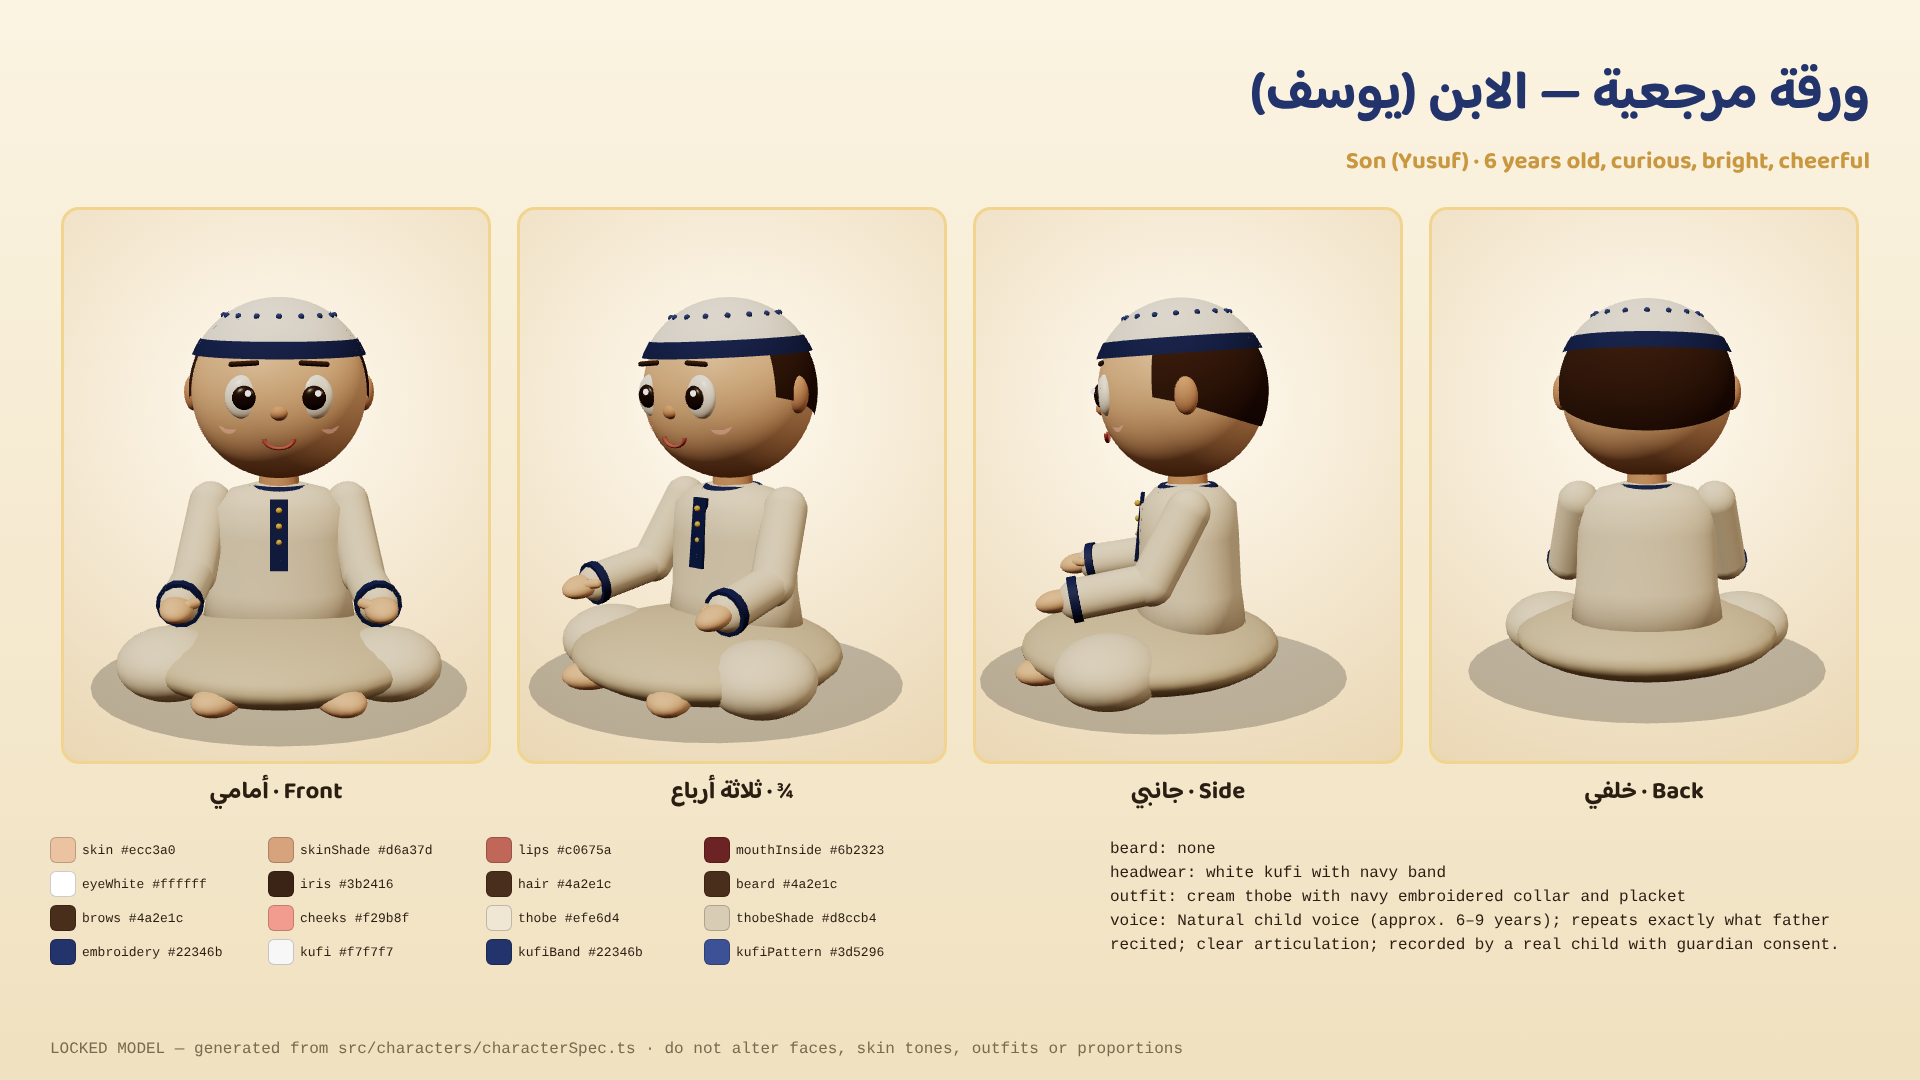 ورقة مرجعية — الابن (يوسف)
Son (Yusuf) · 6 years old, curious, bright, cheerful
أمامي · Front
ثلاثة أرباع · ¾
جانبي · Side
خلفي · Back
skin #ecc3a0
skinShade #d6a37d
lips #c0675a
mouthInside #6b2323
eyeWhite #ffffff
iris #3b2416
hair #4a2e1c
beard #4a2e1c
brows #4a2e1c
cheeks #f29b8f
thobe #efe6d4
thobeShade #d8ccb4
embroidery #22346b
kufi #f7f7f7
kufiBand #22346b
kufiPattern #3d5296
beard: none
headwear: white kufi with navy band
outfit: cream thobe with navy embroidered collar and placket
voice: Natural child voice (approx. 6–9 years); repeats exactly what father
recited; clear articulation; recorded by a real child with guardian consent.
LOCKED MODEL — generated from src/characters/characterSpec.ts · do not alter faces, skin tones, outfits or proportions